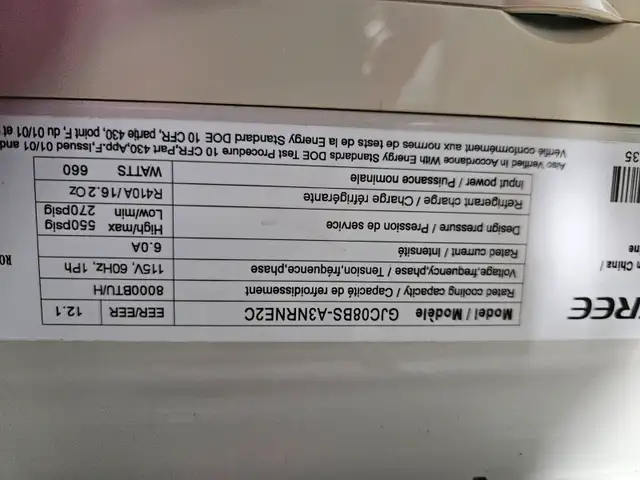 GREE
Model / Modèle GJC08BS-A3NRNE2C EER/EER 12.1
Rated cooling capacity / Capacité de refroidissement 8000BTU/H
Voltage,frequency,phase / Tension,fréquence,phase 115V, 60Hz, 1Ph
Rated current / Intensité 6.0A
Design pressure / Pression de service High/max 550psig
Low/min 270psig
Refrigerant charge / Charge réfrigérante R410A/16.2Oz
Input power / Puissance nominale WATTS 660
Also Verified in Accordance With Energy Standards DOE Test Procedure 10 CFR,Part 430,App.F,Issued 01/01 and
Vérifié conformément aux normes de tests de la Energy Standard DOE 10 CFR, partie 430, point F, du 01/01 et
n China /
ine
35
RO